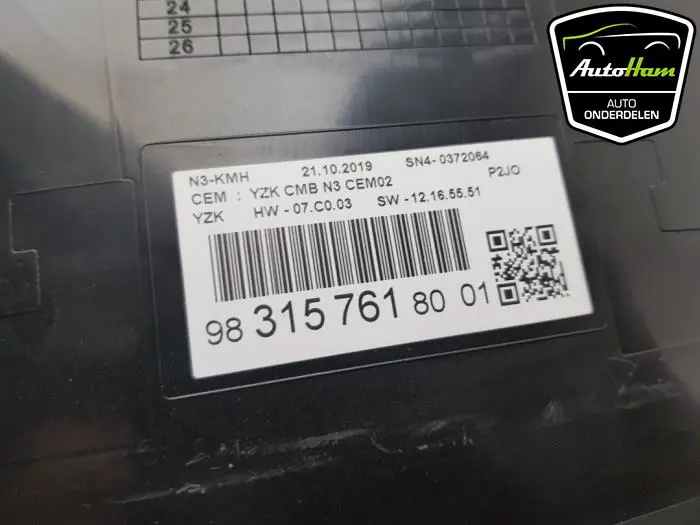 24
25
26
AutoHam
AUTO
ONDERDELEN
N3-KMH 21.10.2019 SN4-0372064
CEM : YZK CMB N3 CEM02 P2JO
YZK HW - 07.C0.03 SW - 12.16.55.51
98 315 761 80 01